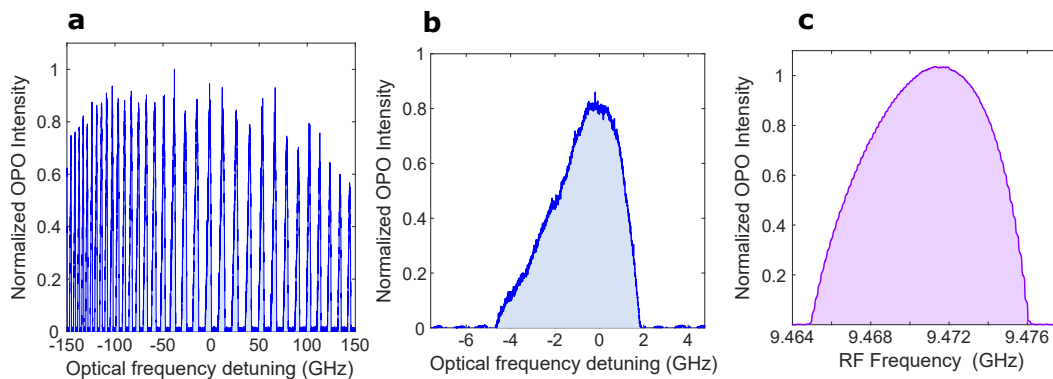 a
Normalized OPO Intensity
1
0.8
0.6
0.4
0.2
0
-150 -100 -50 0 50 100 150
Optical frequency detuning (GHz)
b
Normalized OPO Intensity
1
0.8
0.6
0.4
0.2
0
-6 -4 -2 0 2 4
Optical frequency detuning (GHz)
c
Normalized OPO Intensity
1
0.8
0.6
0.4
0.2
9.464 9.468 9.472 9.476
RF Frequency (GHz)